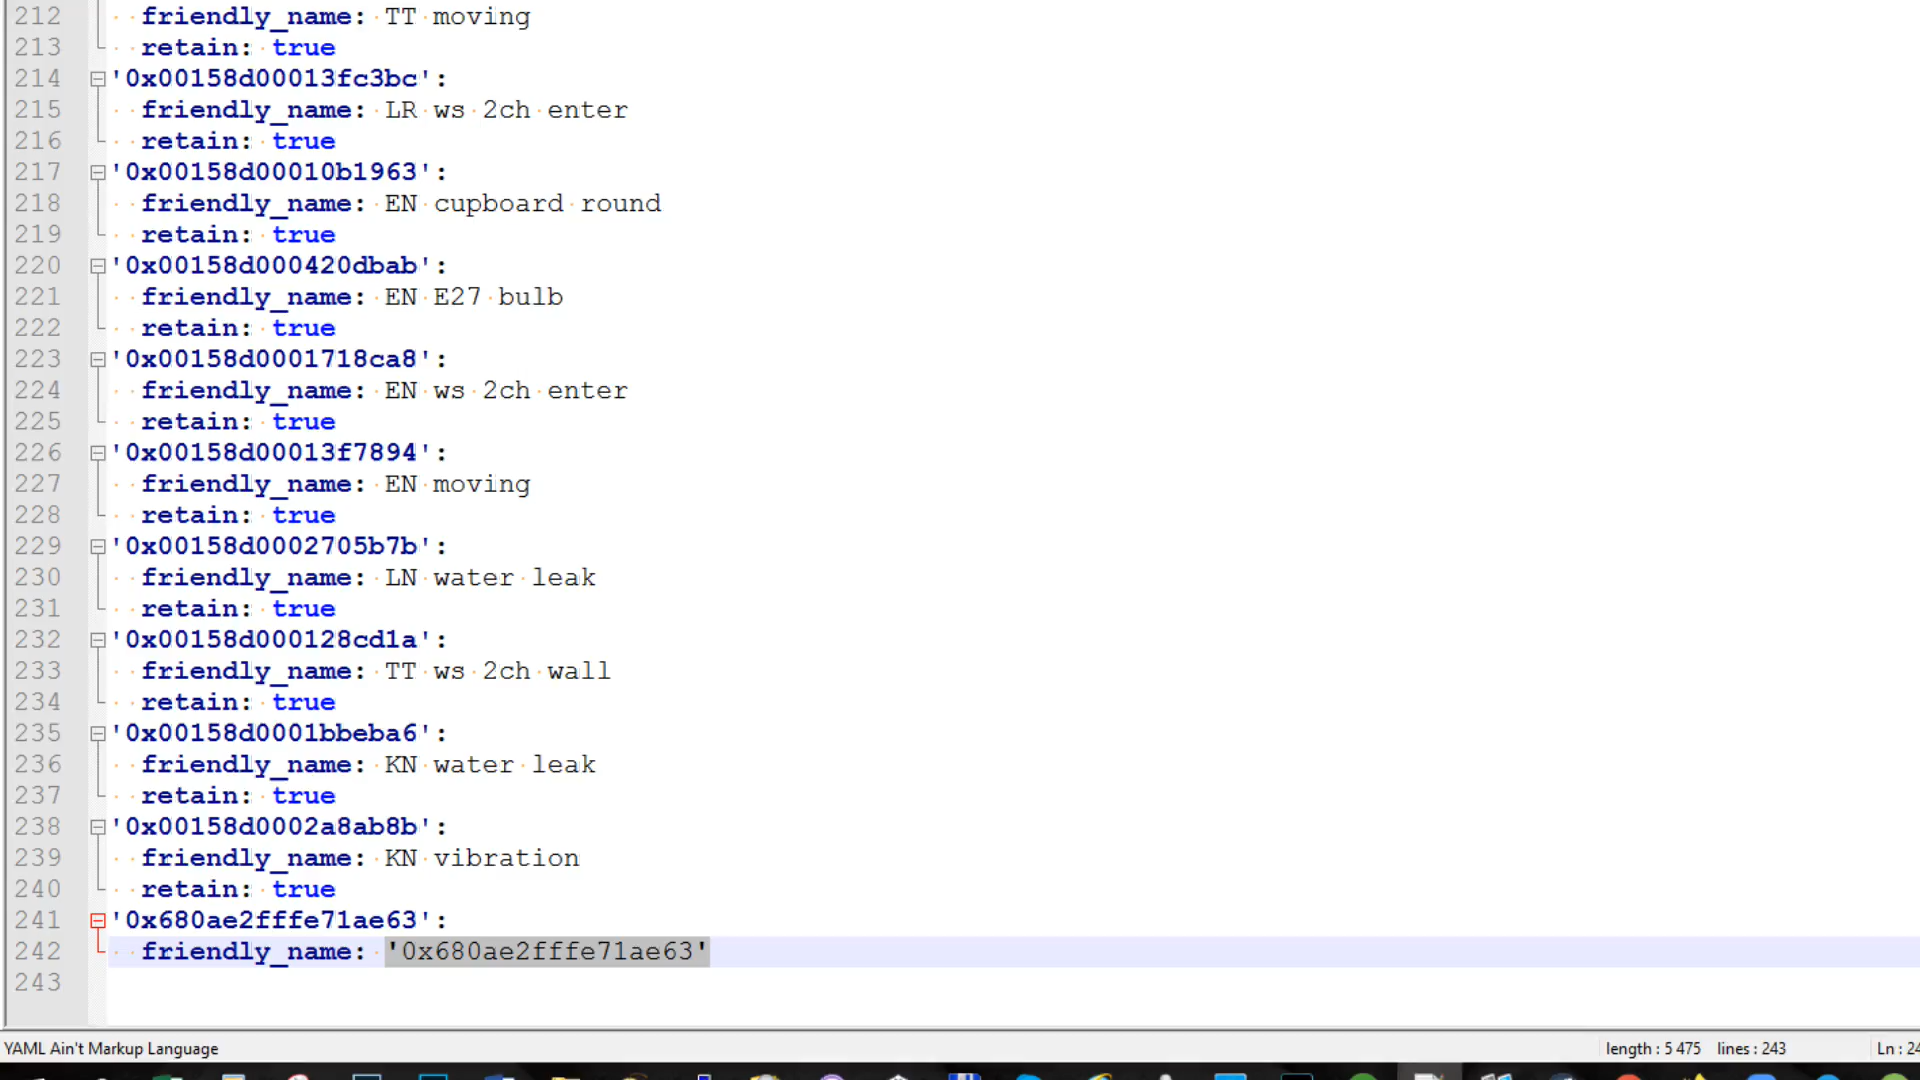 212 friendly_name: TT moving
213 retain: true
214 '0x00158d00013fc3bc':
215 friendly_name: LR ws 2ch enter
216 retain: true
217 '0x00158d00010b1963':
218 friendly_name: EN cupboard round
219 retain: true
220 '0x00158d000420dbab':
221 friendly_name: EN E27 bulb
222 retain: true
223 '0x00158d0001718ca8':
224 friendly_name: EN ws 2ch enter
225 retain: true
226 '0x00158d00013f7894':
227 friendly_name: EN moving
228 retain: true
229 '0x00158d0002705b7b':
230 friendly_name: LN water leak
231 retain: true
232 '0x00158d000128cd1a':
233 friendly_name: TT ws 2ch wall
234 retain: true
235 '0x00158d0001bbeba6':
236 friendly_name: KN water leak
237 retain: true
238 '0x00158d0002a8ab8b':
239 friendly_name: KN vibration
240 retain: true
241 '0x680ae2fffe71ae63':
242 friendly_name: '0x680ae2fffe71ae63'
243
YAML Ain't Markup Language length : 5 475 lines : 243 Ln : 24